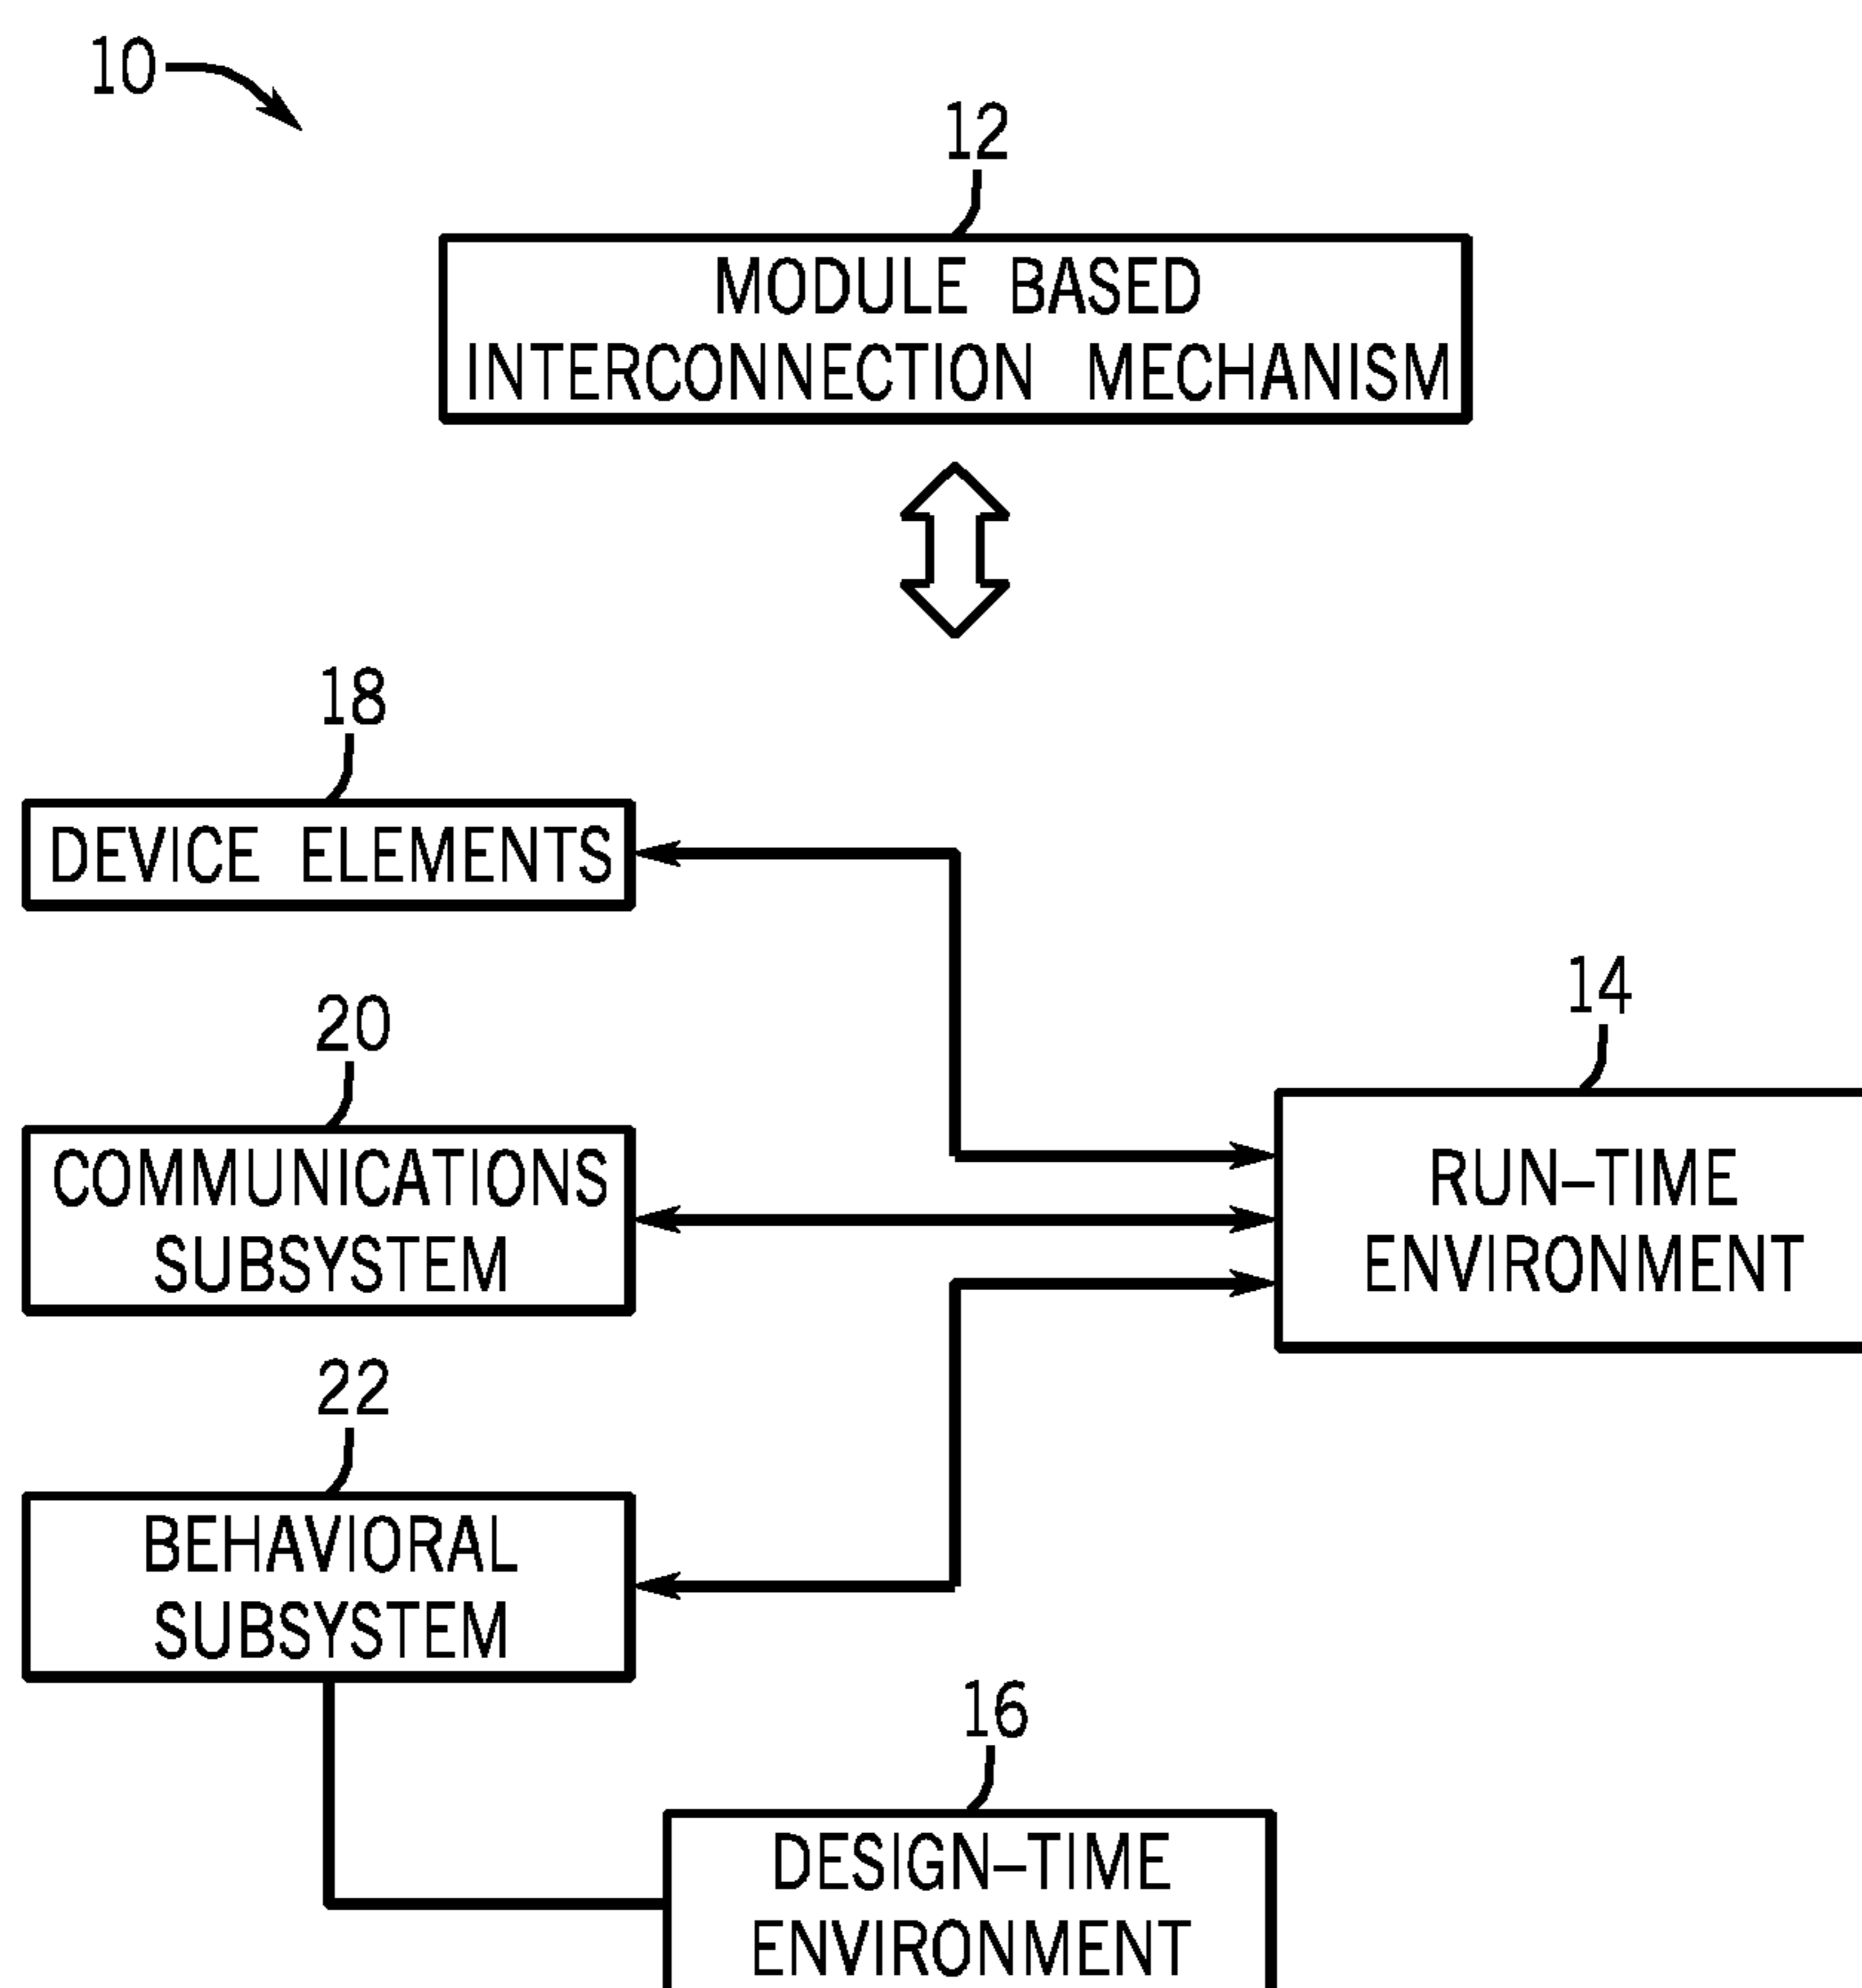 10
12
MODULE BASED
INTERCONNECTION MECHANISM
18
DEVICE ELEMENTS
20
COMMUNICATIONS
SUBSYSTEM
14
RUN-TIME
ENVIRONMENT
22
BEHAVIORAL
SUBSYSTEM
16
DESIGN-TIME
ENVIRONMENT